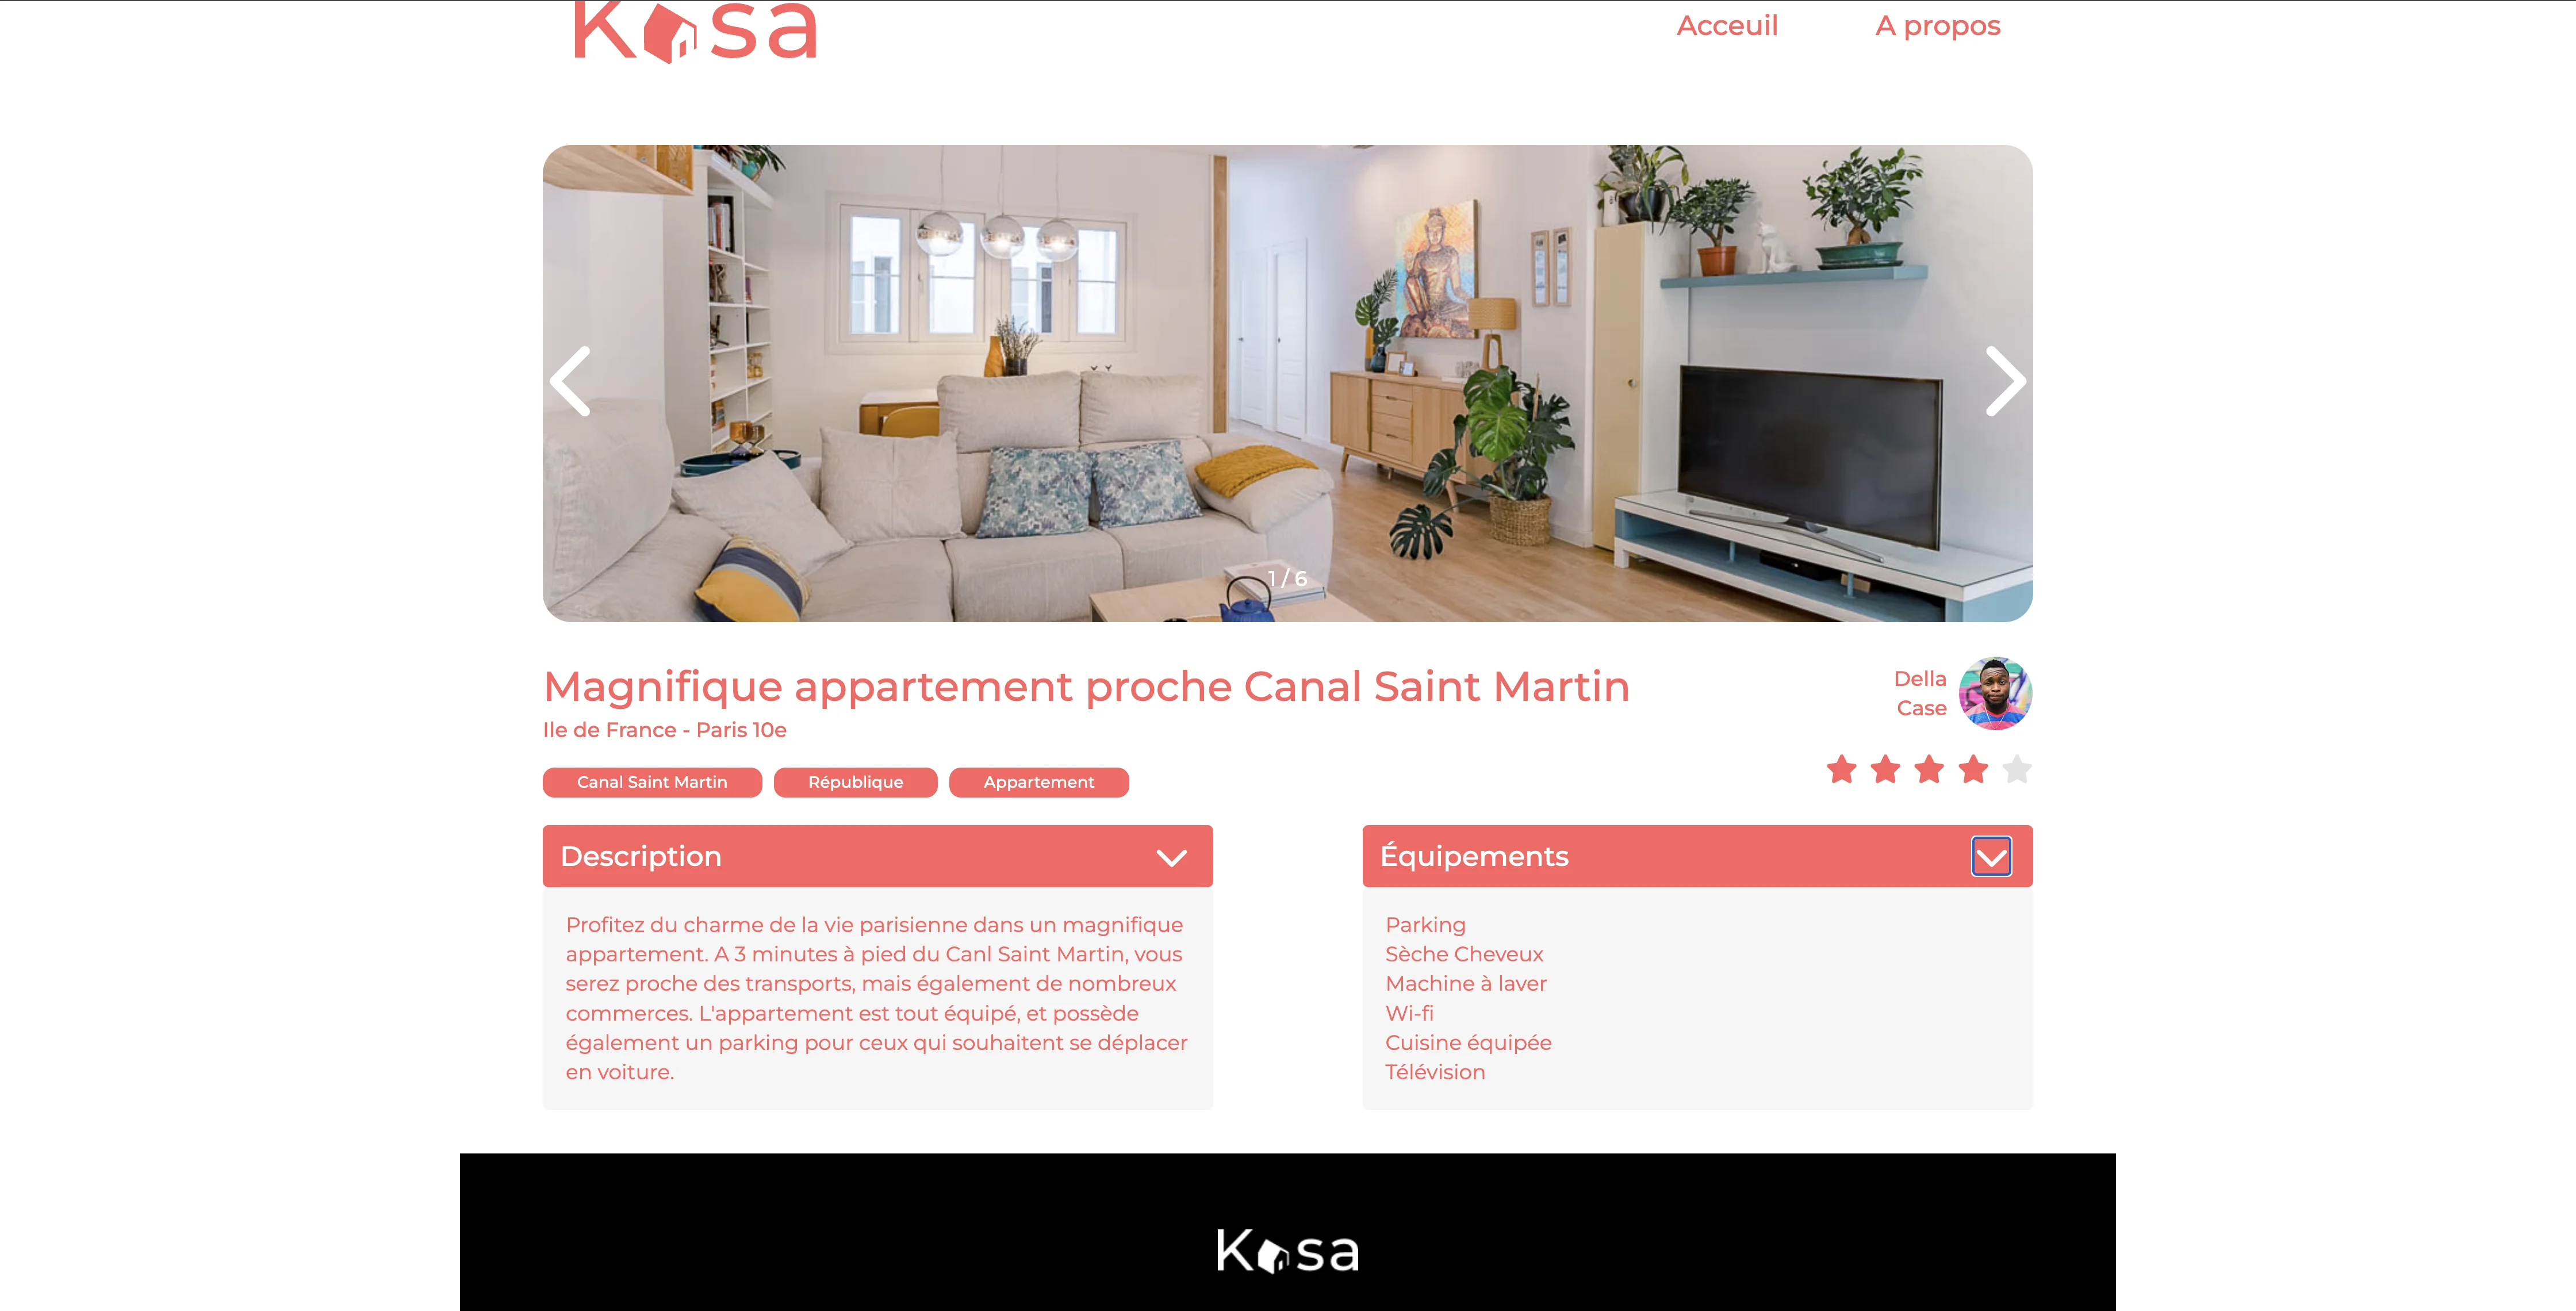 Kasa
Acceuil
A propos
1 / 6
Magnifique appartement proche Canal Saint Martin
Ile de France - Paris 10e
Della
Case
Canal Saint Martin
République
Appartement
Description
Profitez du charme de la vie parisienne dans un magnifique
appartement. A 3 minutes à pied du Canl Saint Martin, vous
serez proche des transports, mais également de nombreux
commerces. L'appartement est tout équipé, et possède
également un parking pour ceux qui souhaitent se déplacer
en voiture.
Équipements
Parking
Sèche Cheveux
Machine à laver
Wi-fi
Cuisine équipée
Télévision
Kasa